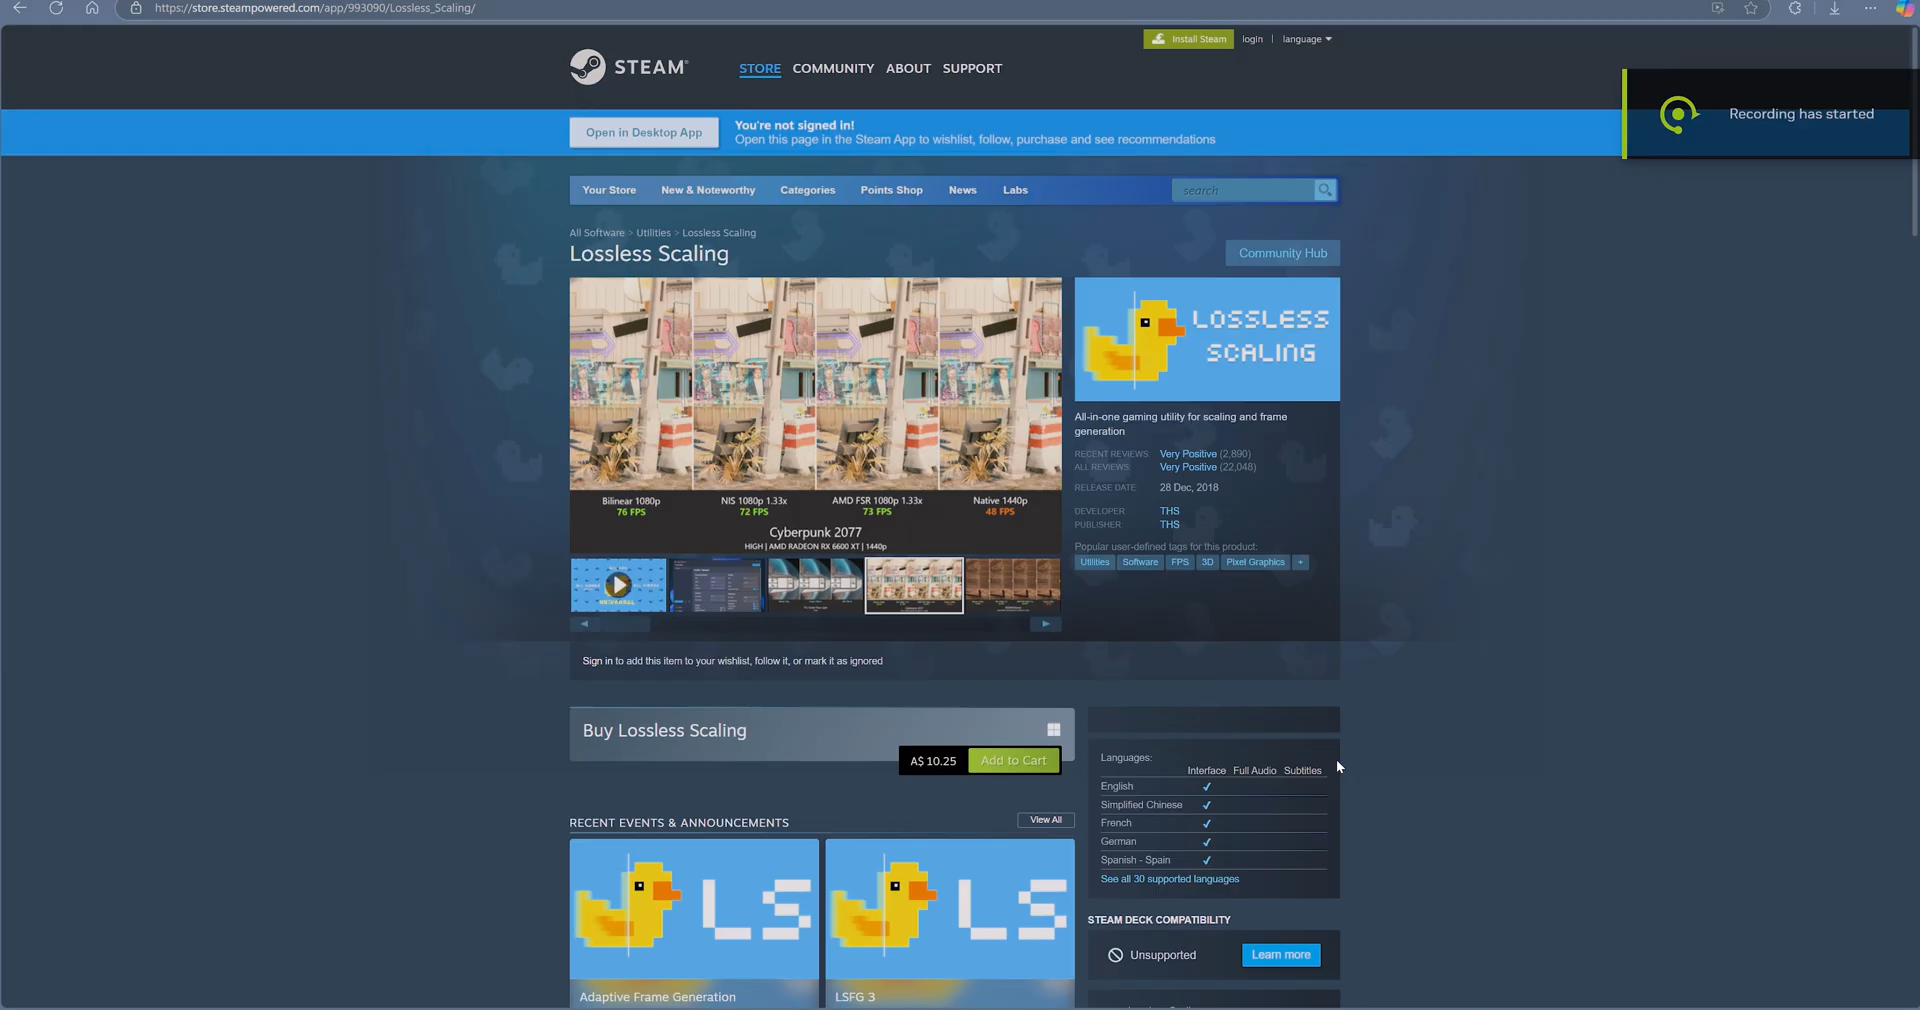 https://store.steampowered.com/app/993090/Lossless_Scaling/
Install Steam login | language
STEAM®
STORE COMMUNITY ABOUT SUPPORT
Recording has started
Open in Desktop App
You're not signed in!
Open this page in the Steam App to wishlist, follow, purchase and see recommendations
Your Store New & Noteworthy Categories Points Shop News Labs
search
All Software > Utilities > Lossless Scaling
Lossless Scaling
Community Hub
LOSSLESS
SCALING
All-in-one gaming utility for scaling and frame
generation
RECENT REVIEWS: Very Positive (2,890)
ALL REVIEWS: Very Positive (22,048)
RELEASE DATE: 28 Dec, 2018
DEVELOPER: THS
PUBLISHER: THS
Popular user-defined tags for this product:
Utilities Software FPS 3D Pixel Graphics +
Bilinear 1080p NIS 1080p 1.33x AMD FSR 1080p 1.33x Native 1440p
76 FPS 72 FPS 73 FPS 48 FPS
Cyberpunk 2077
HIGH | AMD RADEON RX 6600 XT | 1440p
Sign in to add this item to your wishlist, follow it, or mark it as ignored
Buy Lossless Scaling
A$ 10.25 Add to Cart
Languages:
Interface Full Audio Subtitles
English ✓
Simplified Chinese ✓
French ✓
German ✓
Spanish - Spain ✓
See all 30 supported languages
RECENT EVENTS & ANNOUNCEMENTS
View All
LS
LS
Adaptive Frame Generation
LSFG 3
STEAM DECK COMPATIBILITY
Unsupported
Learn more